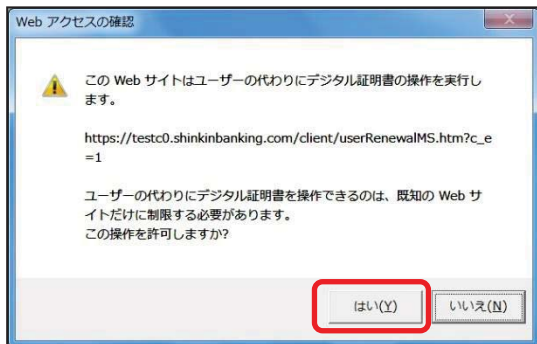 Web アクセスの確認
この Web サイトはユーザーの代わりにデジタル証明書の操作を実行し
ます。
https://testc0.shinkinbanking.com/client/userRenewalMS.htm?c_e
=1
ユーザーの代わりにデジタル証明書を操作できるのは、既知の Web サ
イトだけに制限する必要があります。
この操作を許可しますか?
はい(Y) いいえ(N)